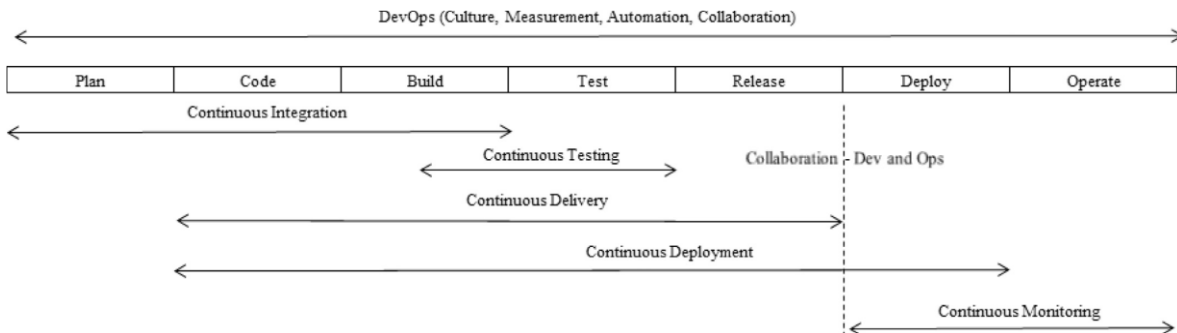 DevOps (Culture, Measurement, Automation, Collaboration)
Plan Code Build Test Release Deploy Operate
Continuous Integration
Continuous Testing
Collaboration - Dev and Ops
Continuous Delivery
Continuous Deployment
Continuous Monitoring